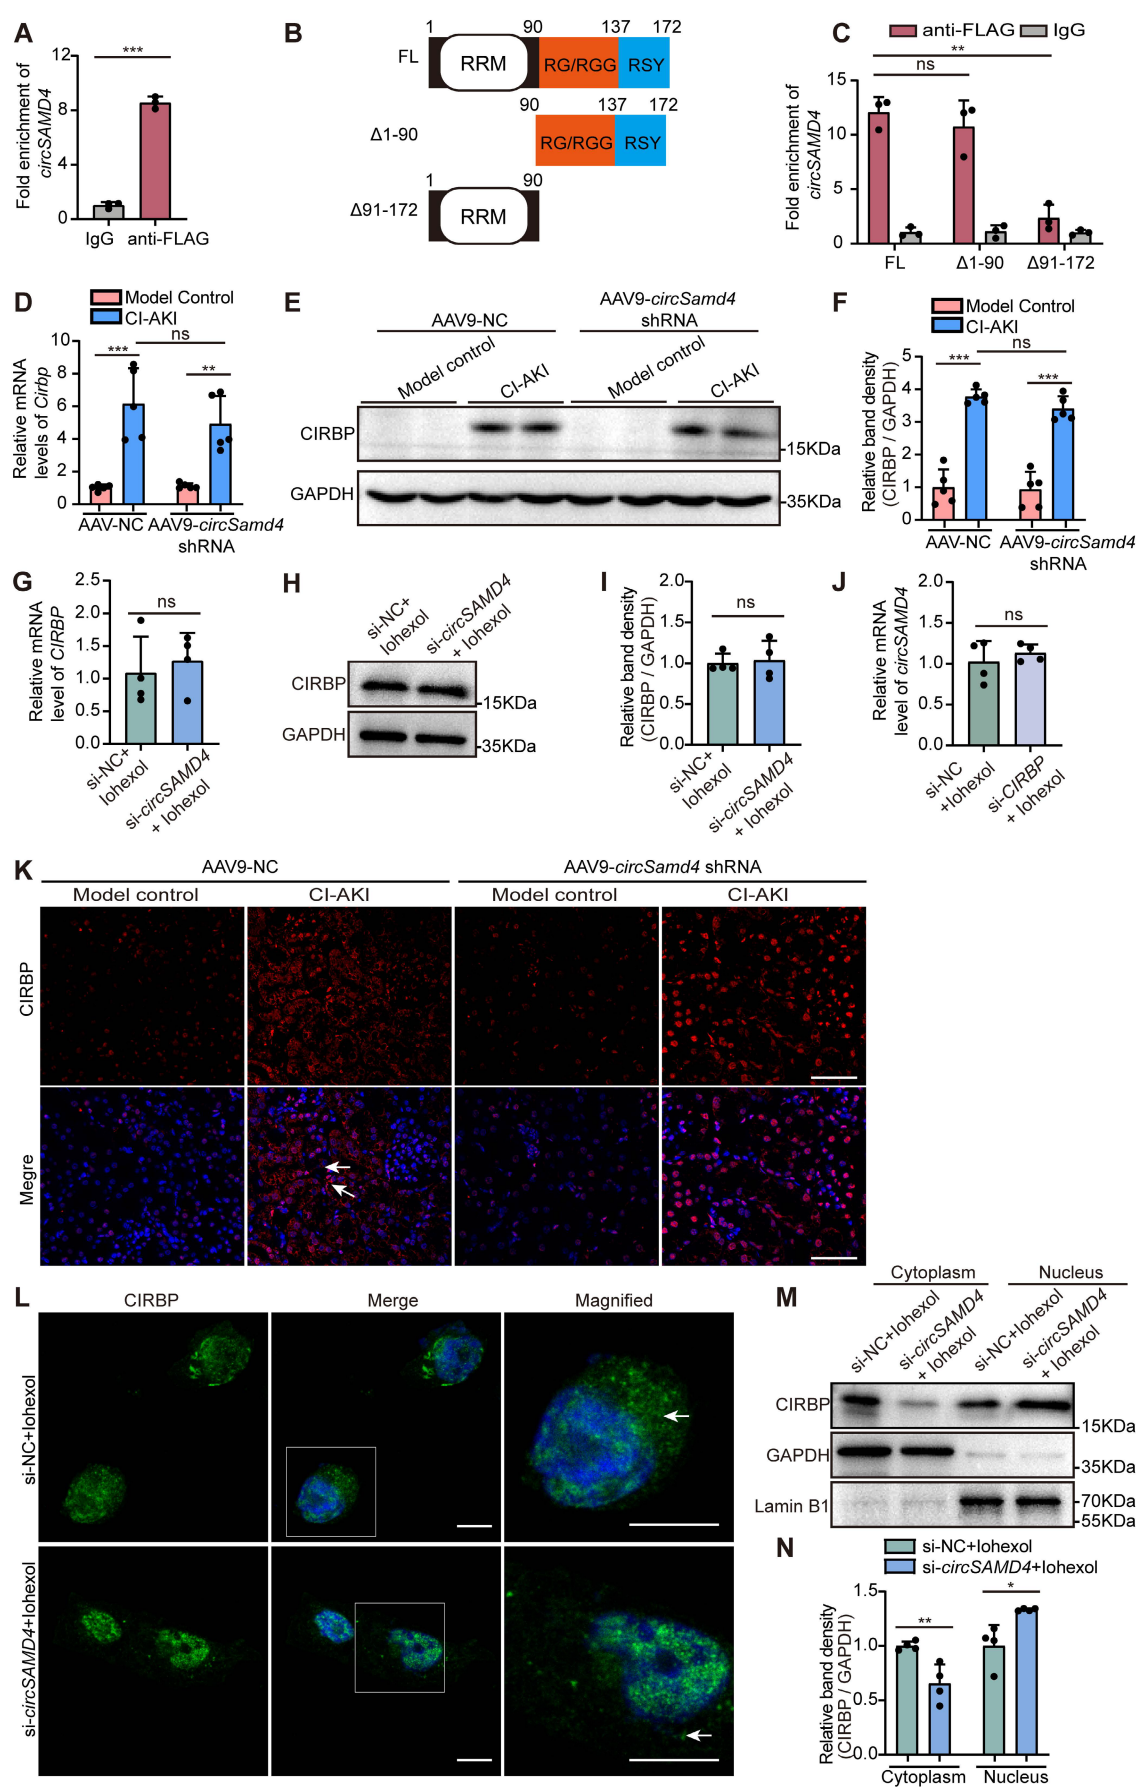 A
***
Fold enrichment of
circSAMD4
12
8
4
0
IgG anti-FLAG
B
1 90 137 172
FL RRM RG/RGG RSY
90 137 172
Δ1-90 RG/RGG RSY
1 90
Δ91-172 RRM
C
anti-FLAG IgG
**
ns
Fold enrichment of
circSAMD4
15
10
5
0
FL Δ1-90 Δ91-172
D
Model Control
CI-AKI
ns
***
**
Relative mRNA
levels of Cirbp
10
8
6
4
2
0
AAV-NC AAV9-circSamd4
shRNA
E
AAV9-NC AAV9-circSamd4
shRNA
Model control CI-AKI Model control CI-AKI
CIRBP
-15KDa
GAPDH
-35KDa
F
Model Control
CI-AKI
ns
***
***
Relative band density
(CIRBP / GAPDH)
5
4
3
2
1
0
AAV-NC AAV9-circSamd4
shRNA
G
ns
Relative mRNA
level of CIRBP
2.5
2.0
1.5
1.0
0.5
0.0
si-NC+
Iohexol
si-circSAMD4
+ Iohexol
H
si-NC+
Iohexol
si-circSAMD4
+ Iohexol
CIRBP
-15KDa
GAPDH
-35KDa
I
ns
Relative band density
(CIRBP / GAPDH)
2.0
1.5
1.0
0.5
0.0
si-NC+
Iohexol
si-circSAMD4
+ Iohexol
J
ns
Relative mRNA
level of circSAMD4
2.0
1.5
1.0
0.5
0.0
si-NC
+Iohexol
si-CIRBP
+ Iohexol
K
AAV9-NC AAV9-circSamd4 shRNA
Model control CI-AKI Model control CI-AKI
CIRBP
Megre
L
CIRBP Merge Magnified
si-NC+Iohexol
si-circSAMD4+Iohexol
M
Cytoplasm Nucleus
si-NC+Iohexol
si-circSAMD4
+ Iohexol
si-NC+Iohexol
si-circSAMD4
+ Iohexol
CIRBP
-15KDa
GAPDH
-35KDa
Lamin B1
-70KDa
-55KDa
N
si-NC+Iohexol
si-circSAMD4+Iohexol
*
**
Relative band density
(CIRBP / GAPDH)
1.5
1.0
0.5
0.0
Cytoplasm Nucleus